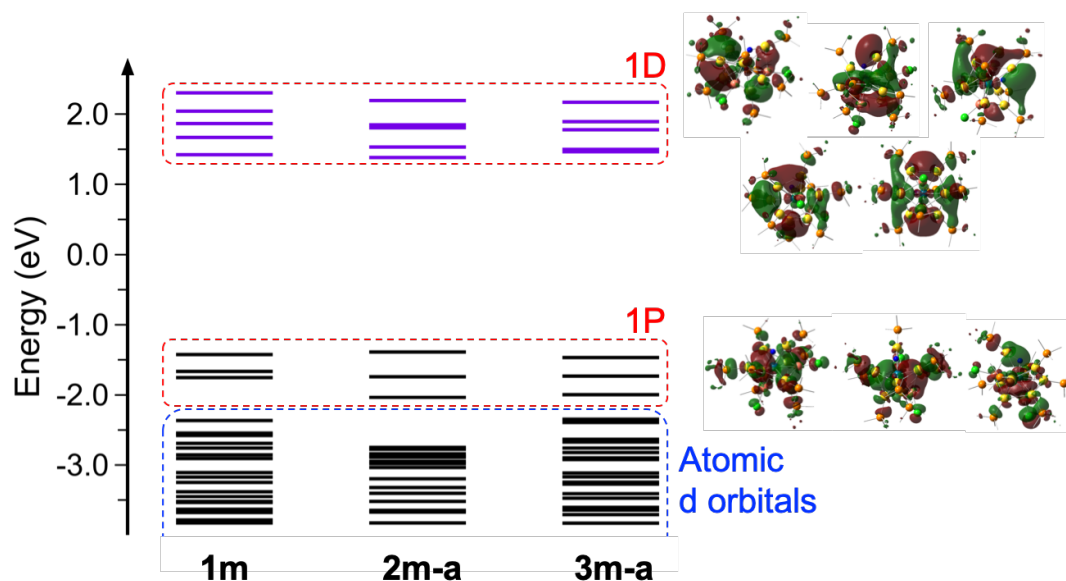 1D
2.0
1.0
0.0
-1.0
-2.0
-3.0
Energy (eV)
1P
Atomic
d orbitals
1m
2m-a
3m-a